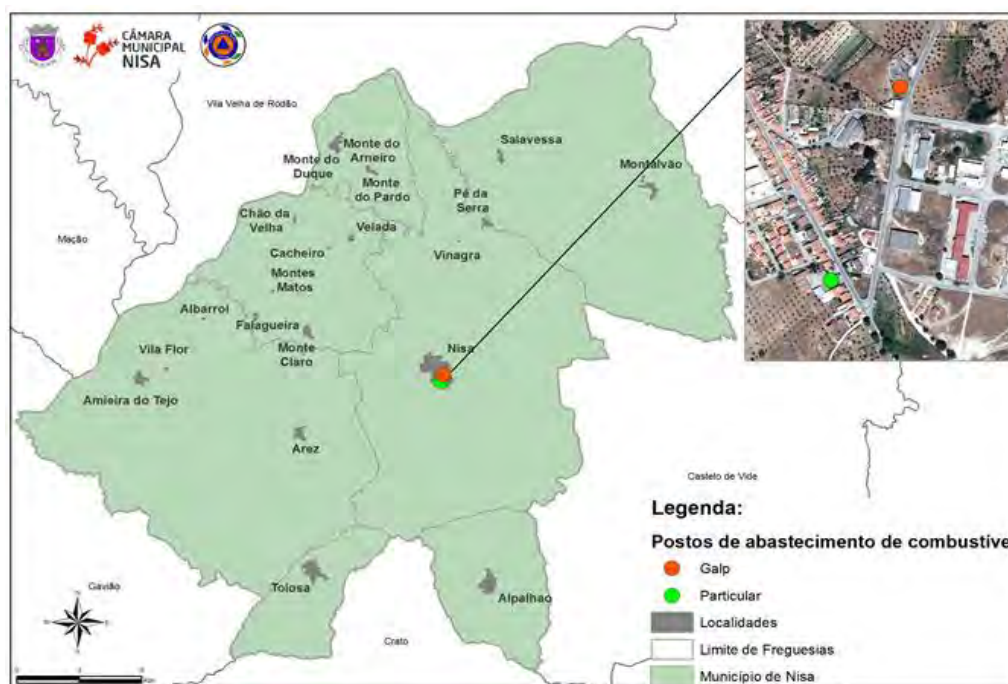 CÂMARA
MUNICIPAL
NISA
Vila Velha de Rodão
Salavessa
Monte do
Arneiro
Monte do
Duque
Monte
do Pardo
Montalvão
Pé da
Serra
Chão da
Velha
Velada
Mação
Cacheiro
Vinagra
Montes
Matos
Albarrol
Falagueira
Monte
Claro
Nisa
Vila Flor
Amieira do Tejo
Arez
Castelo de Vide
Tolosa
Alpalhão
Gavião
Crato
Legenda:
Postos de abastecimento de combustíve
Galp
Particular
Localidades
Limite de Freguesias
Município de Nisa